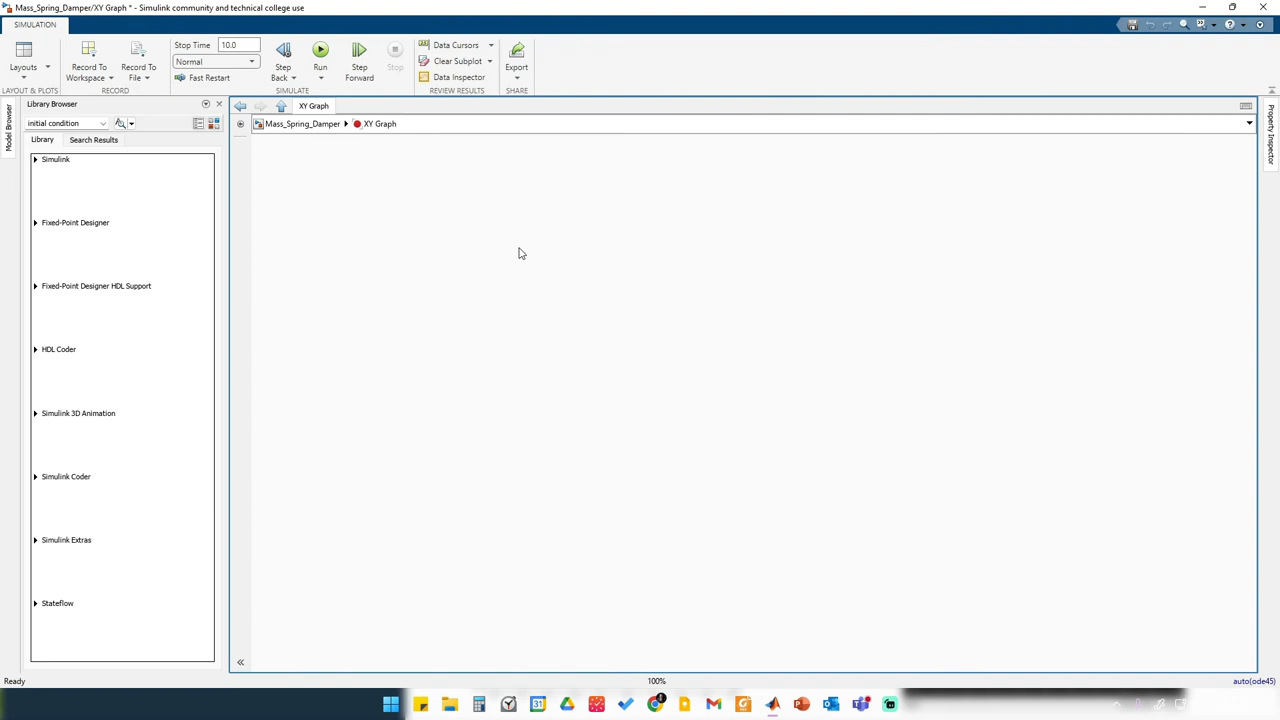 Mass_Spring_Damper/XY Graph * - Simulink community and technical college use
SIMULATION
Layouts
Record To Workspace
Record To File
Stop Time 10.0
Normal
Fast Restart
Step Back
Run
Step Forward
Stop
Data Cursors
Clear Subplot
Data Inspector
Export
LAYOUT & PLOTS
RECORD
SIMULATE
REVIEW RESULTS
SHARE
Model Browser
Library Browser
initial condition
Library
Search Results
Simulink
Fixed-Point Designer
Fixed-Point Designer HDL Support
HDL Coder
Simulink 3D Animation
Simulink Coder
Simulink Extras
Stateflow
XY Graph
Mass_Spring_Damper
XY Graph
Property Inspector
Ready
100%
auto(ode45)